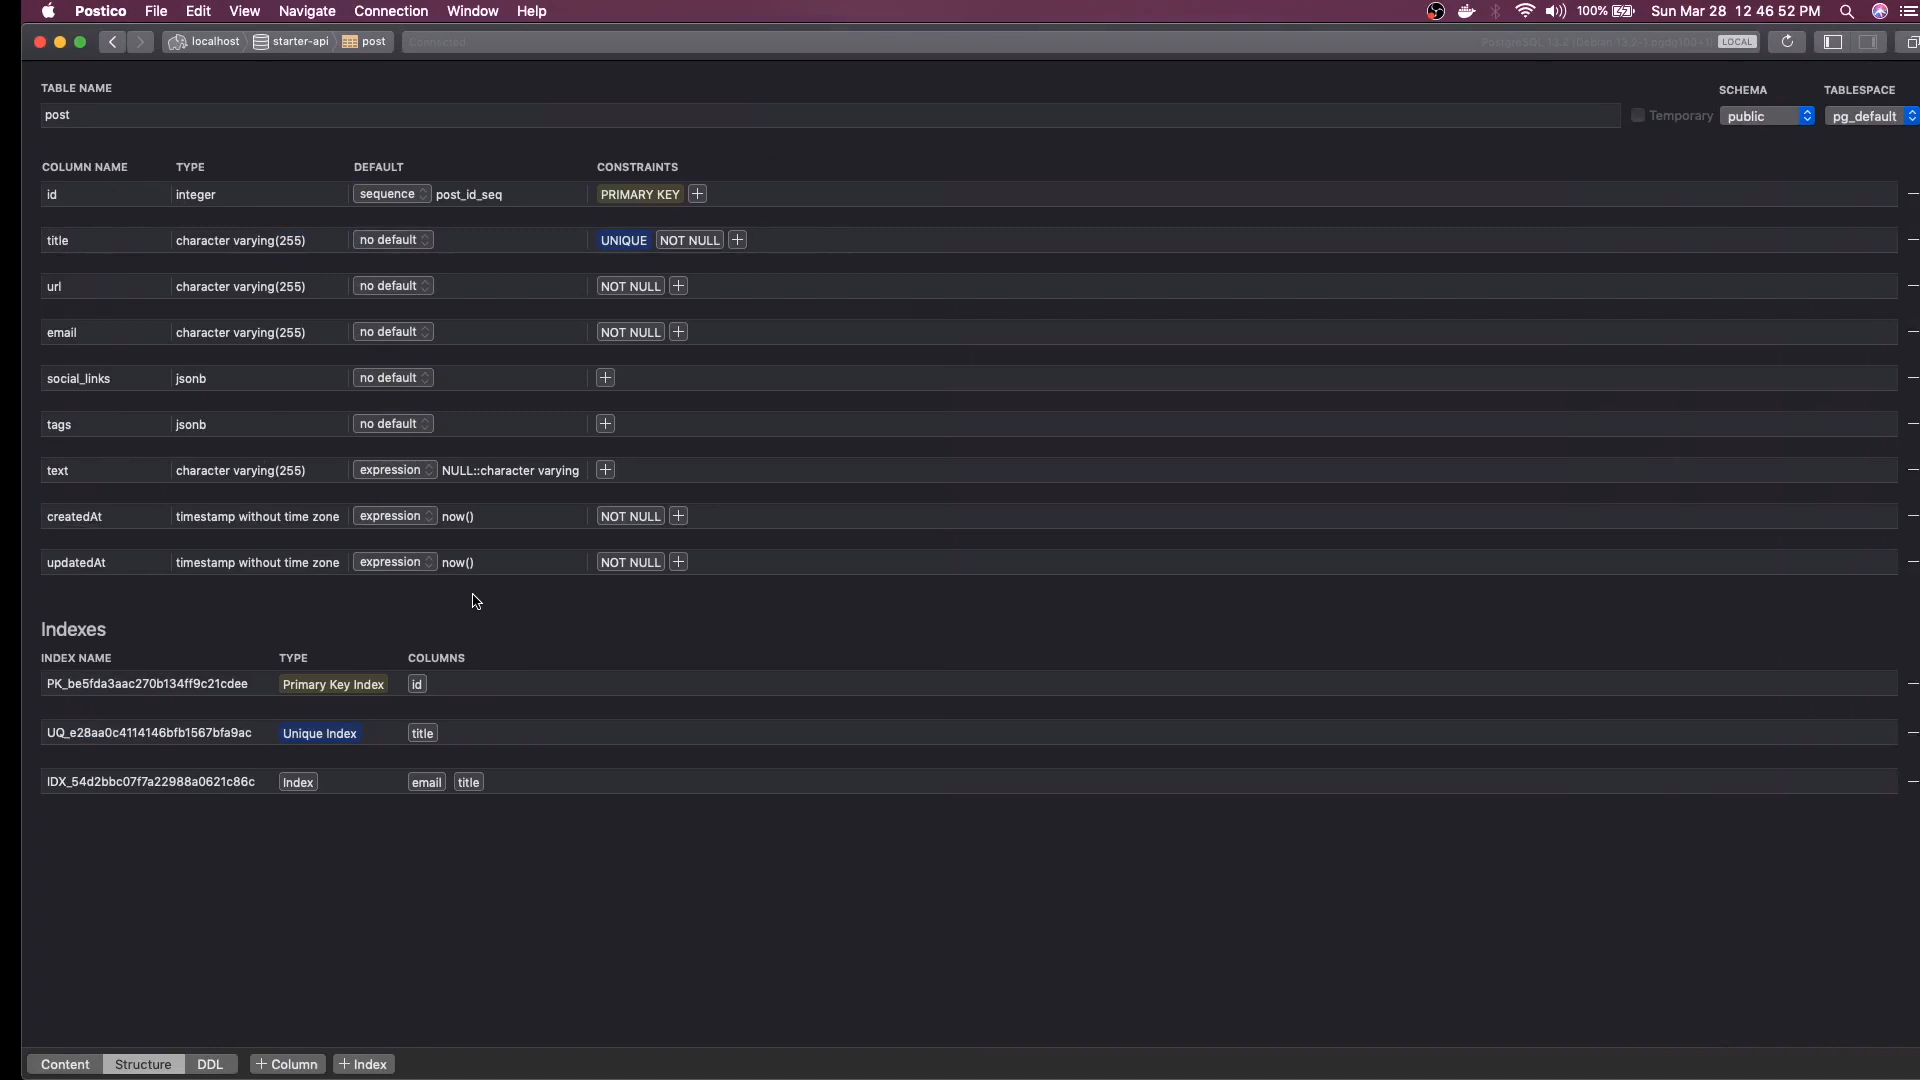 Postico File Edit View Navigate Connection Window Help 100% Sun Mar 28 12 46 52 PM
localhost starter-api post Connected PostgreSQL 13.2 LOCAL
TABLE NAME SCHEMA TABLESPACE
post Temporary public pg_default
COLUMN NAME TYPE DEFAULT CONSTRAINTS
id integer sequence post_id_seq PRIMARY KEY +
title character varying(255) no default UNIQUE NOT NULL +
url character varying(255) no default NOT NULL +
email character varying(255) no default NOT NULL +
social_links jsonb no default +
tags jsonb no default +
text character varying(255) expression NULL::character varying +
createdAt timestamp without time zone expression now() NOT NULL +
updatedAt timestamp without time zone expression now() NOT NULL +
Indexes
INDEX NAME TYPE COLUMNS
PK_be5fda3aac270b134ff9c21cdee Primary Key Index id
UQ_e28aa0c4114146bfb1567bfa9ac Unique Index title
IDX_54d2bbc07f7a22988a0621c86c Index email title
Content Structure DDL + Column + Index